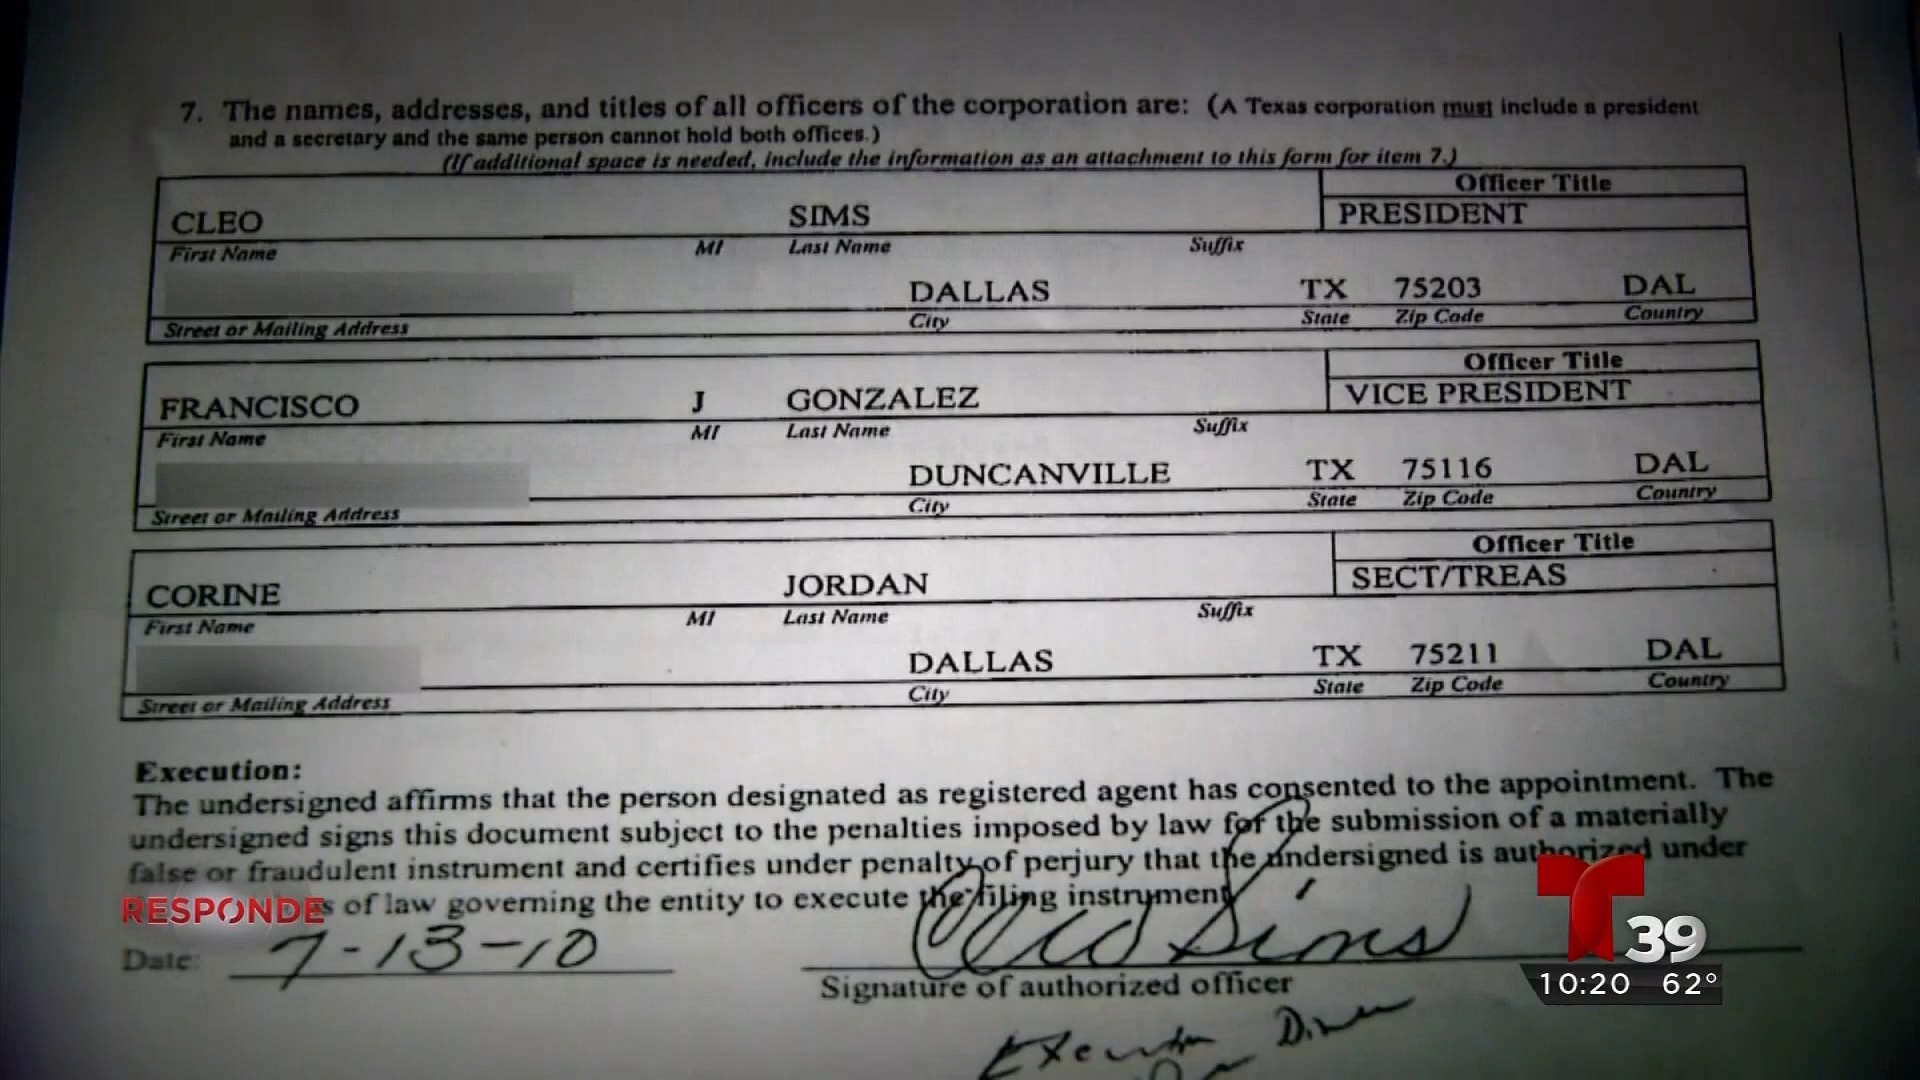 7. The names, addresses, and titles of all officers of the corporation are: (A Texas corporation must include a president
and a secretary and the same person cannot hold both offices.)
(If additional space is needed, include the information as an attachment to this form for item 7.)
Officer Title
CLEO SIMS PRESIDENT
First Name MI Last Name Suffix
DALLAS TX 75203 DAL
Street or Mailing Address City State Zip Code Country
Officer Title
FRANCISCO J GONZALEZ VICE PRESIDENT
First Name MI Last Name Suffix
DUNCANVILLE TX 75116 DAL
Street or Mailing Address City State Zip Code Country
Officer Title
CORINE JORDAN SECT/TREAS
First Name MI Last Name Suffix
DALLAS TX 75211 DAL
Street or Mailing Address City State Zip Code Country
Execution:
The undersigned affirms that the person designated as registered agent has consented to the appointment. The
undersigned signs this document subject to the penalties imposed by law for the submission of a materially
false or fraudulent instrument and certifies under penalty of perjury that the undersigned is authorized under
s of law governing the entity to execute the filing instrument
RESPONDE
Date: 7-13-10 Cleo Sims
Signature of authorized officer
T 39
10:20 62°